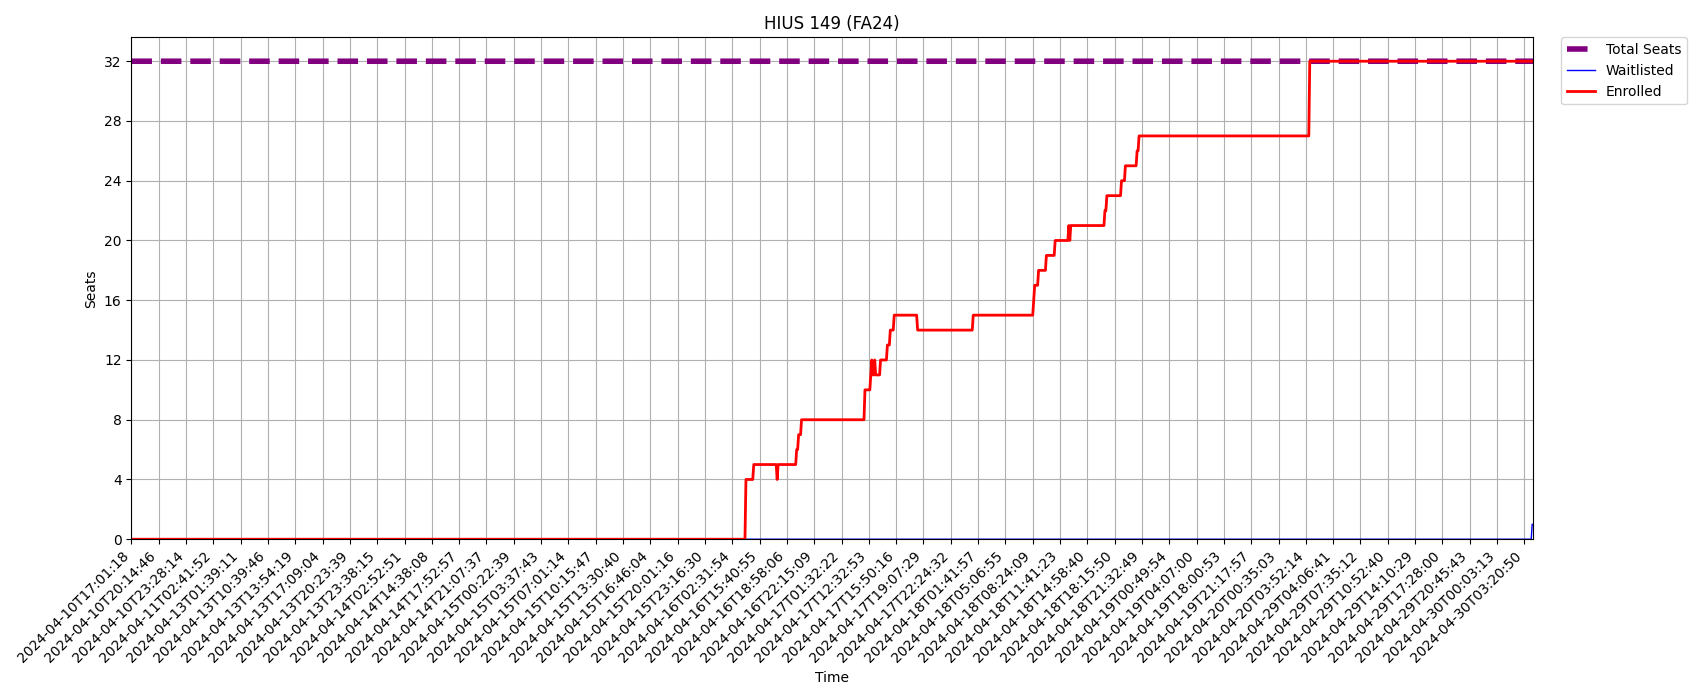 HIUS 149 (FA24)
Total Seats
Waitlisted
Enrolled
Seats
32
28
24
20
16
12
8
4
0
2024-04-10T17:01:18
2024-04-10T20:14:46
2024-04-10T23:28:14
2024-04-11T02:41:52
2024-04-13T01:39:11
2024-04-13T10:39:46
2024-04-13T13:54:19
2024-04-13T17:09:04
2024-04-13T20:23:39
2024-04-13T23:38:15
2024-04-14T02:52:51
2024-04-14T14:38:08
2024-04-14T17:52:57
2024-04-14T21:07:37
2024-04-15T00:22:39
2024-04-15T03:37:43
2024-04-15T07:01:14
2024-04-15T10:15:47
2024-04-15T13:30:40
2024-04-15T16:46:04
2024-04-15T20:01:16
2024-04-15T23:16:30
2024-04-16T02:31:54
2024-04-16T15:40:55
2024-04-16T18:58:06
2024-04-16T22:15:09
2024-04-17T01:32:22
2024-04-17T12:32:53
2024-04-17T15:50:16
2024-04-17T19:07:29
2024-04-17T22:24:32
2024-04-18T01:41:57
2024-04-18T05:06:55
2024-04-18T08:24:09
2024-04-18T11:41:23
2024-04-18T14:58:40
2024-04-18T18:15:50
2024-04-18T21:32:49
2024-04-19T00:49:54
2024-04-19T04:07:00
2024-04-19T18:00:53
2024-04-19T21:17:57
2024-04-20T00:35:03
2024-04-20T03:52:14
2024-04-29T04:06:41
2024-04-29T07:35:12
2024-04-29T10:52:40
2024-04-29T14:10:29
2024-04-29T17:28:00
2024-04-29T20:45:43
2024-04-30T00:03:13
2024-04-30T03:20:50
Time